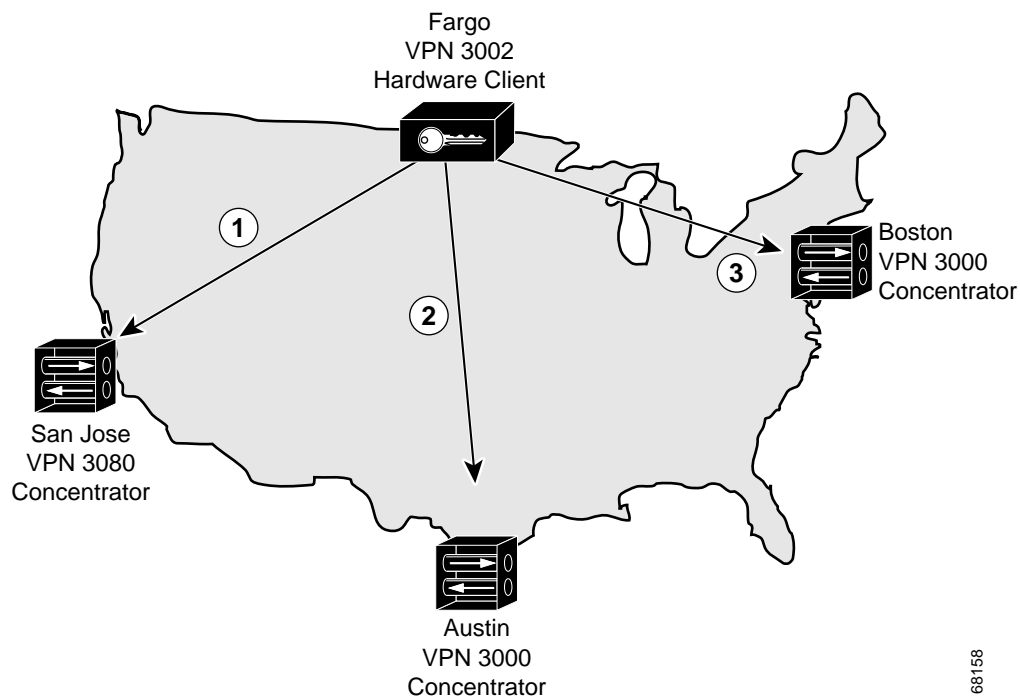 Fargo
VPN 3002
Hardware Client
1
2
3
Boston
VPN 3000
Concentrator
San Jose
VPN 3080
Concentrator
Austin
VPN 3000
Concentrator
68158